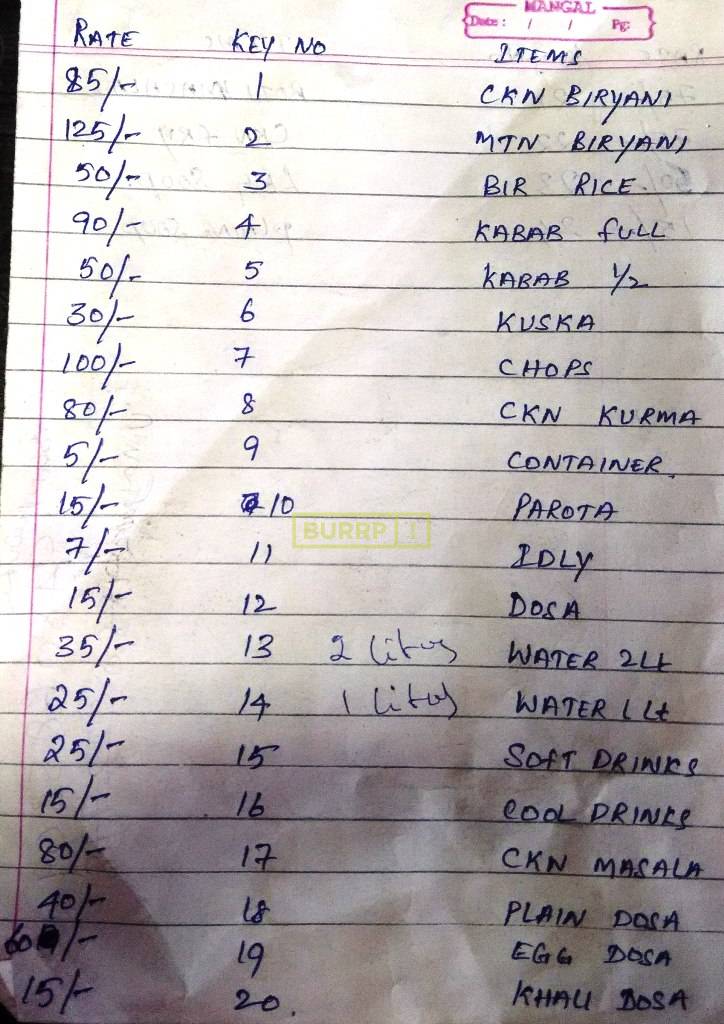 MANGAL
Date: / / Pg:
RATE KEY NO ITEMS
85/- 1 CKN BIRYANI
125/- 2 MTN BIRYANI
50/- 3 BIR RICE.
90/- 4 KABAB FULL
50/- 5 KABAB 1/2
30/- 6 KUSKA
100/- 7 CHOPS
80/- 8 CKN KURMA
5/- 9 CONTAINER.
15/- 10 PAROTA
BURRP!
7/- 11 IDLY
15/- 12 DOSA
35/- 13 2 WATER 2Lt
25/- 14 1 WATER 1 Lt
25/- 15 SOFT DRINKS
15/- 16 COOL DRINKS
80/- 17 CKN MASALA
40/- 18 PLAIN DOSA
60/- 19 EGG DOSA
15/- 20. KHALI DOSA